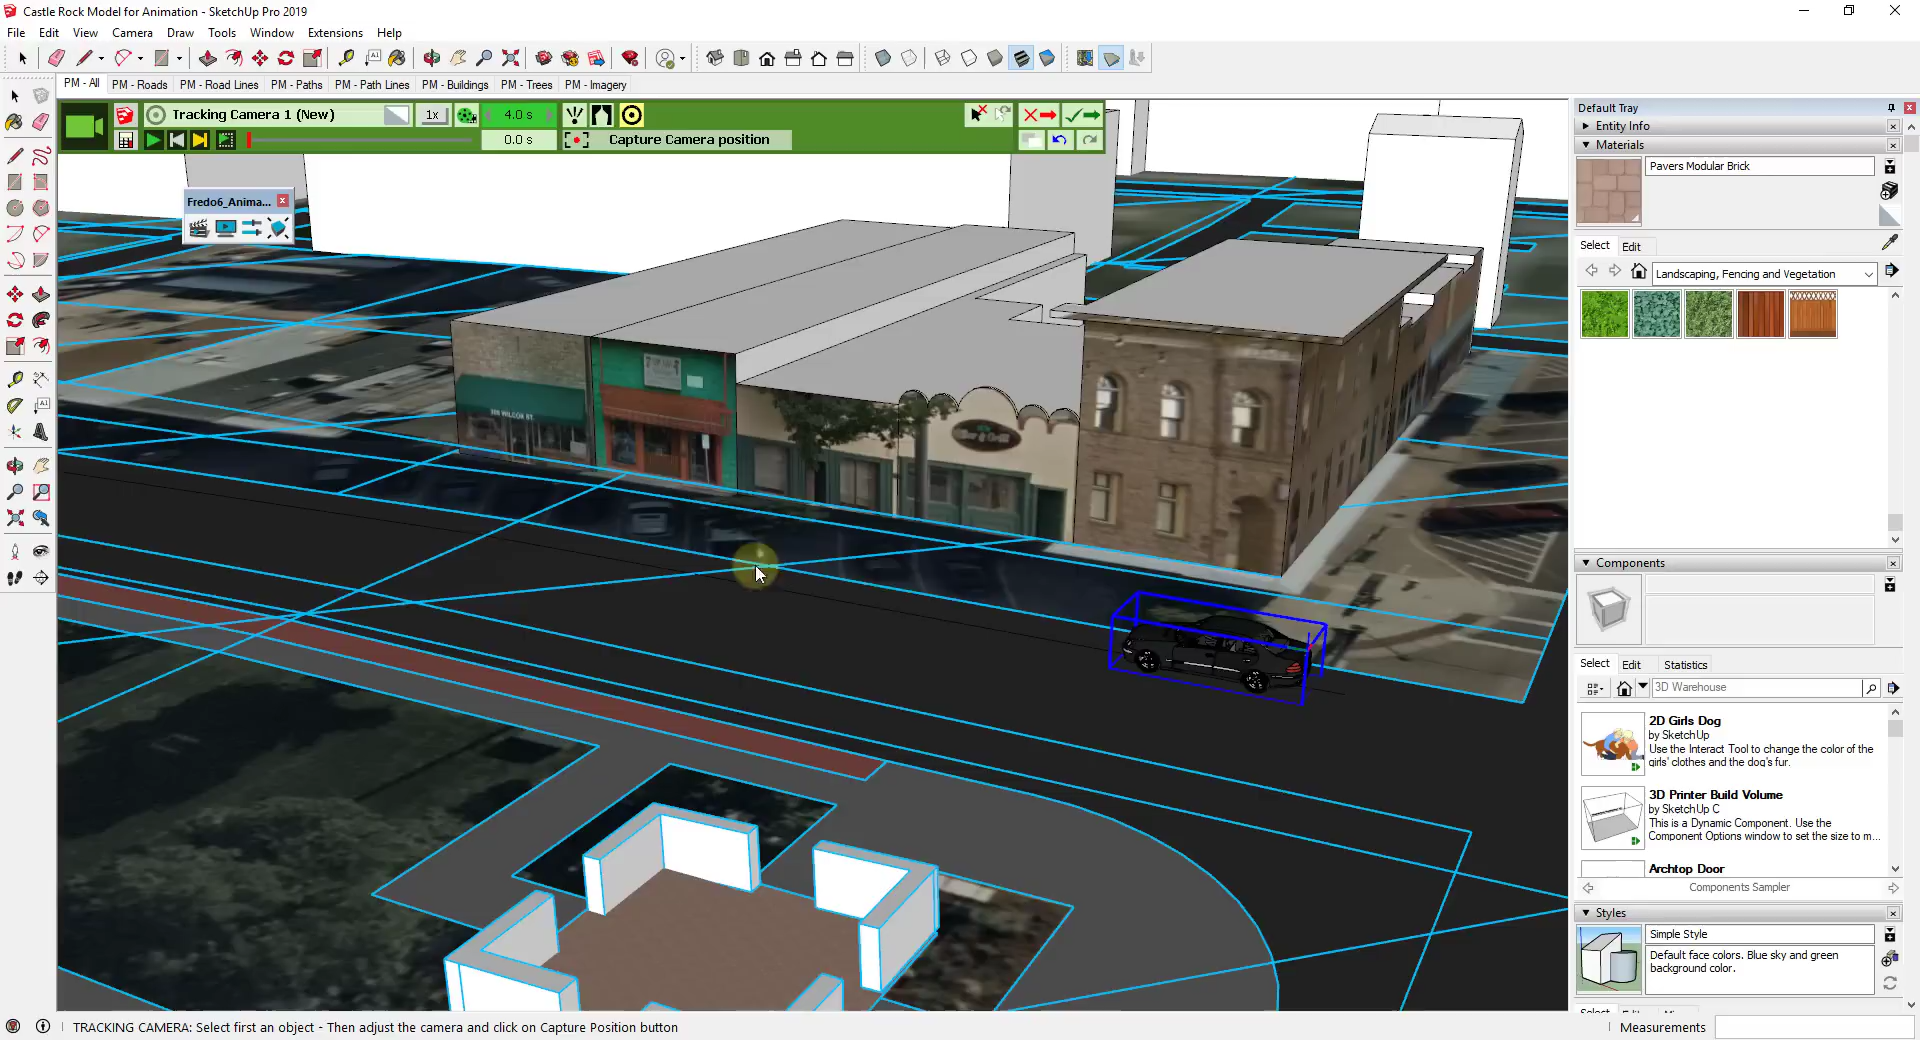 Castle Rock Model for Animation - SketchUp Pro 2019
File Edit View Camera Draw Tools Window Extensions Help
PM - All PM - Roads PM - Road Lines PM - Paths PM - Path Lines PM - Buildings PM - Trees PM - Imagery
Tracking Camera 1 (New) 1x 4.0 s
0.0 s Capture Camera position
Fredo6_Anima...
Default Tray
Entity Info
Materials
Pavers Modular Brick
Select Edit
Landscaping, Fencing and Vegetation
Components
Select Edit Statistics
3D Warehouse
2D Girls Dog
by SketchUp
Use the Interact Tool to change the color of the
girls' clothes and the dog's fur.
3D Printer Build Volume
by SketchUp C
This is a Dynamic Component. Use the
Component Options window to set the size to m...
Archtop Door
Components Sampler
Styles
Simple Style
Default face colors. Blue sky and green
background color.
TRACKING CAMERA: Select first an object - Then adjust the camera and click on Capture Position button
Measurements